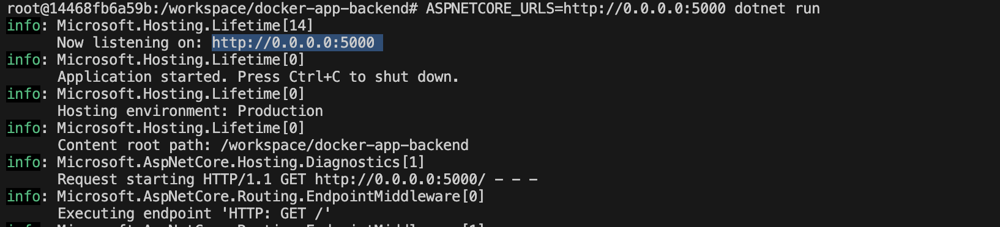 root@14468fb6a59b:/workspace/docker-app-backend# ASPNETCORE_URLS=http://0.0.0.0:5000 dotnet run
info: Microsoft.Hosting.Lifetime[14]
Now listening on: http://0.0.0.0:5000
info: Microsoft.Hosting.Lifetime[0]
Application started. Press Ctrl+C to shut down.
info: Microsoft.Hosting.Lifetime[0]
Hosting environment: Production
info: Microsoft.Hosting.Lifetime[0]
Content root path: /workspace/docker-app-backend
info: Microsoft.AspNetCore.Hosting.Diagnostics[1]
Request starting HTTP/1.1 GET http://0.0.0.0:5000/ - - -
info: Microsoft.AspNetCore.Routing.EndpointMiddleware[0]
Executing endpoint 'HTTP: GET /'